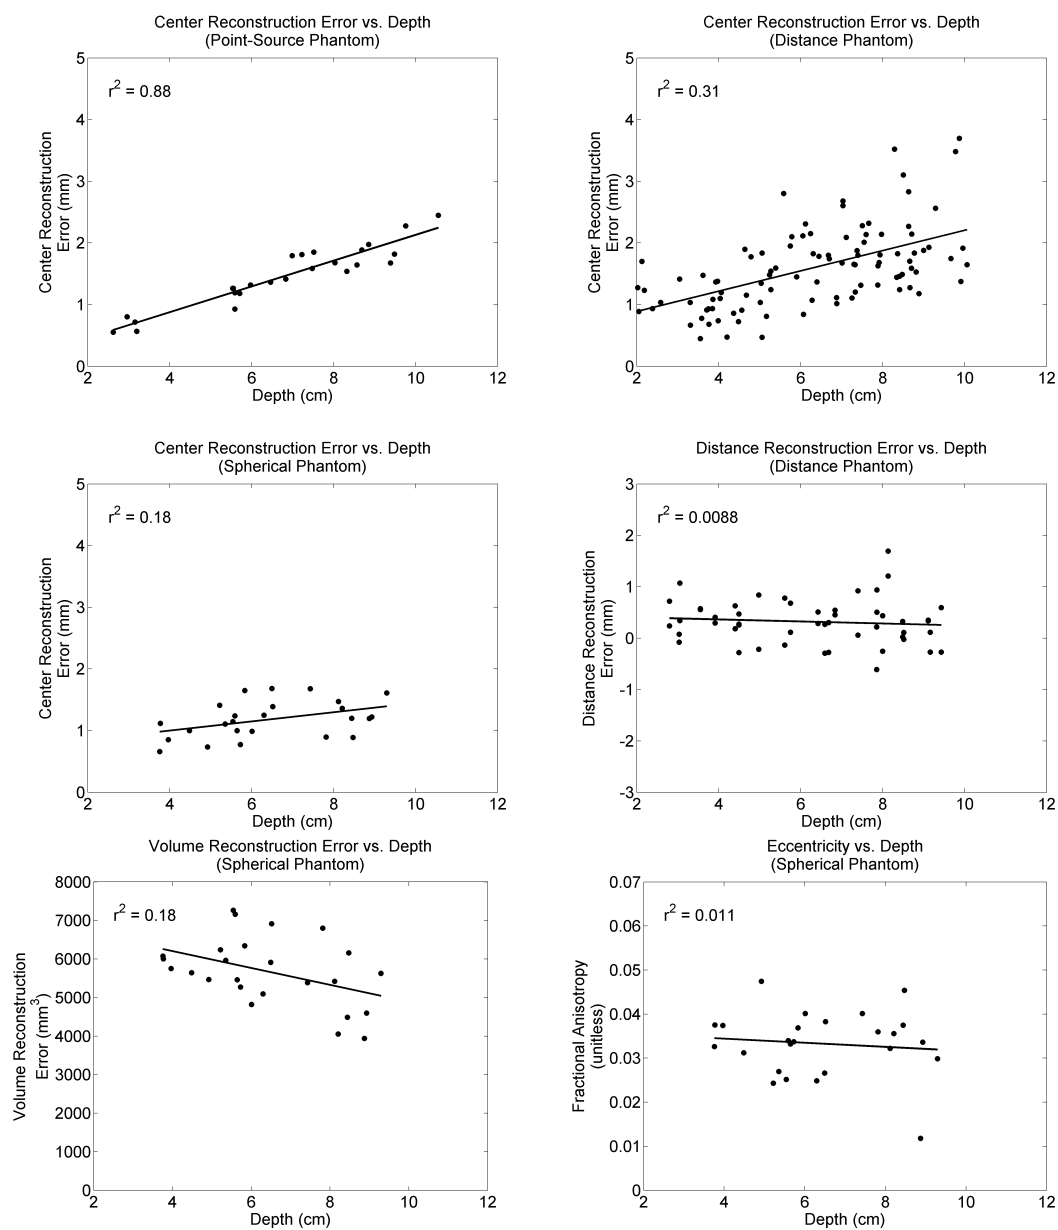 Center Reconstruction Error vs. Depth
(Point-Source Phantom)
r² = 0.88
5
4
3
2
1
0
Center Reconstruction
Error (mm)
2 4 6 8 10 12
Depth (cm)
Center Reconstruction Error vs. Depth
(Distance Phantom)
r² = 0.31
5
4
3
2
1
0
Center Reconstruction
Error (mm)
2 4 6 8 10 12
Depth (cm)
Center Reconstruction Error vs. Depth
(Spherical Phantom)
r² = 0.18
5
4
3
2
1
0
Center Reconstruction
Error (mm)
2 4 6 8 10 12
Depth (cm)
Distance Reconstruction Error vs. Depth
(Distance Phantom)
r² = 0.0088
3
2
1
0
-1
-2
-3
Distance Reconstruction
Error (mm)
2 4 6 8 10 12
Depth (cm)
Volume Reconstruction Error vs. Depth
(Spherical Phantom)
r² = 0.18
8000
7000
6000
5000
4000
3000
2000
1000
0
Volume Reconstruction
Error (mm³)
2 4 6 8 10 12
Depth (cm)
Eccentricity vs. Depth
(Spherical Phantom)
r² = 0.011
0.07
0.06
0.05
0.04
0.03
0.02
0.01
0
Fractional Anisotropy
(unitless)
2 4 6 8 10 12
Depth (cm)